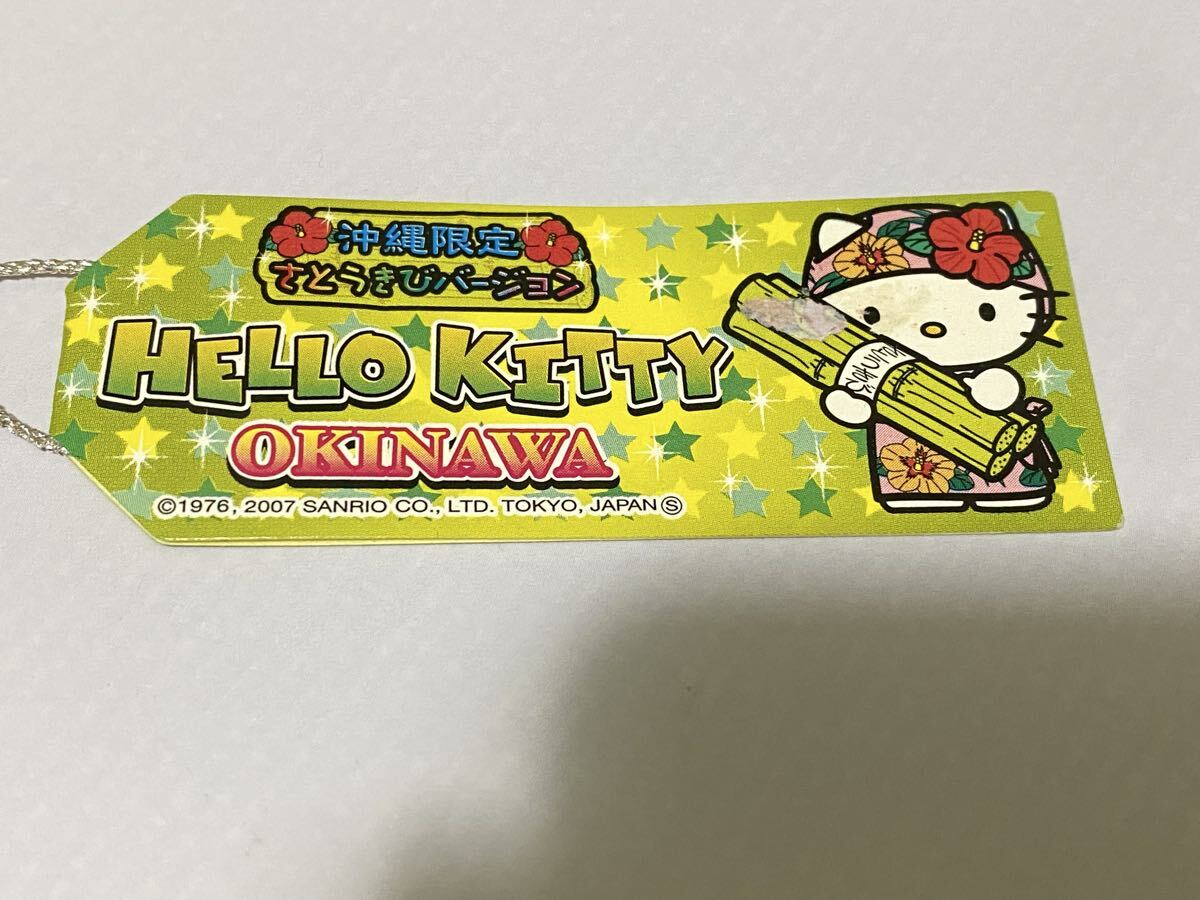 沖縄限定
さとうきびバージョン
HELLO KITTY
OKINAWA
©1976, 2007 SANRIO CO., LTD. TOKYO, JAPAN Ⓢ